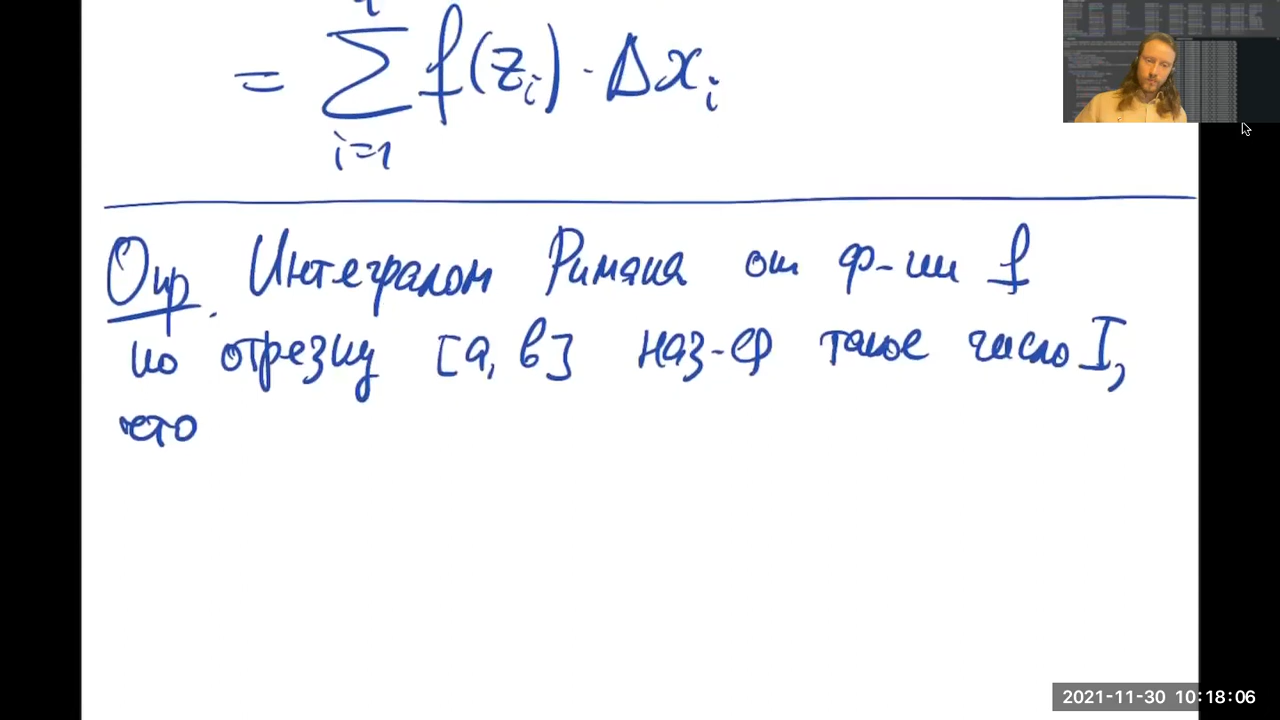 = ∑ f(zᵢ) · Δxᵢ
i=1
Опр. Интегралом Римана от ф-ии f
по отрезку [a, b] наз-ся такое число I,
что
2021-11-30 10:18:06